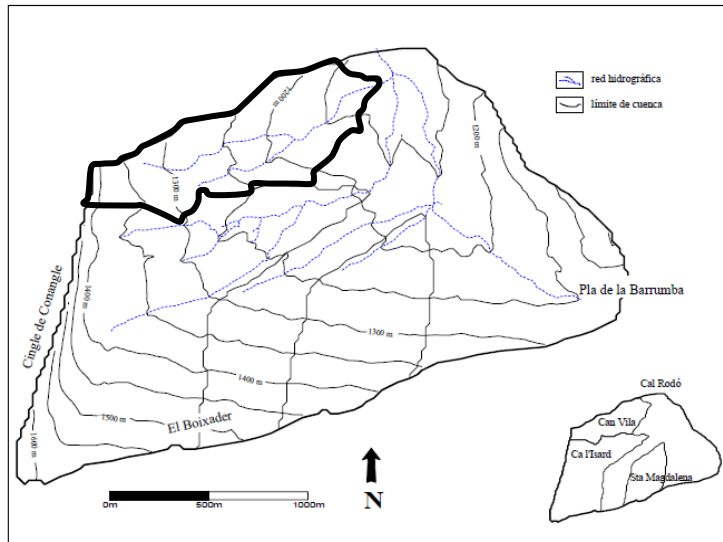 red hidrográfica
límite de cuenca
1200 m
1200 m
1300 m
Cingle de Conangle
1400 m
Pla de la Barrumba
1300 m
1400 m
1500 m
El Boixader
1600 m
Cal Rodó
Can Vila
Ca l'Isard
Sta Magdalena
N
0m
500m
1000m